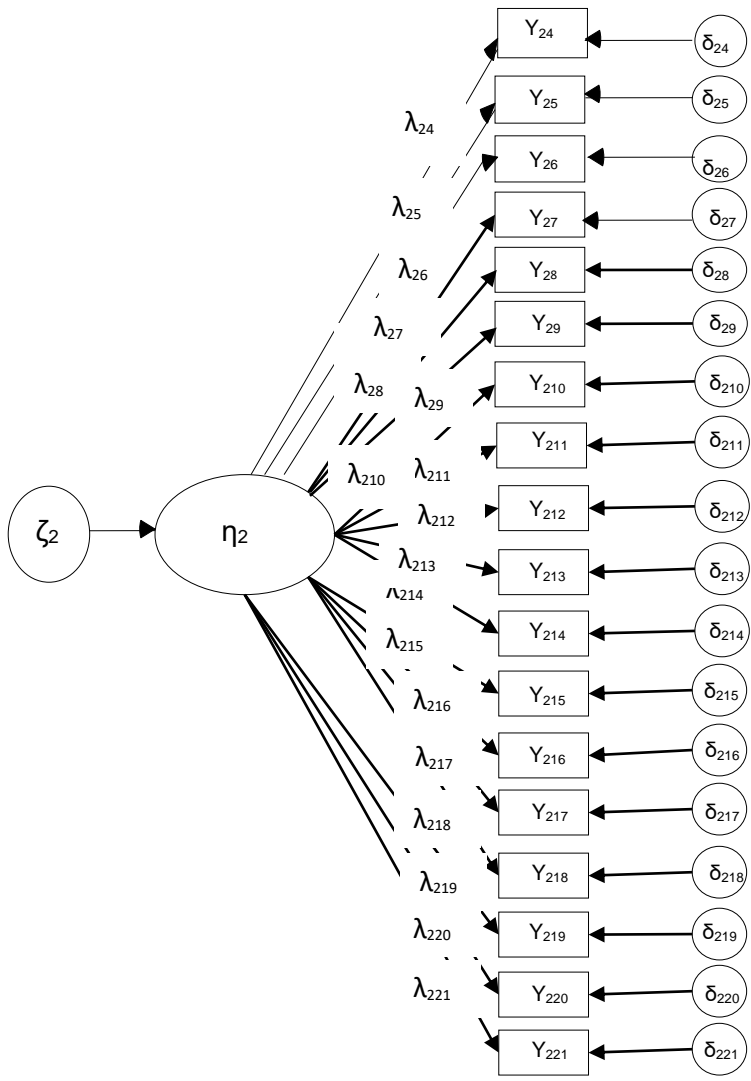 Y₂₄
δ₂₄
Y₂₅
δ₂₅
λ₂₄
Y₂₆
δ₂₆
λ₂₅
Y₂₇
δ₂₇
λ₂₆
Y₂₈
δ₂₈
λ₂₇
Y₂₉
δ₂₉
λ₂₈
λ₂₉
Y₂₁₀
δ₂₁₀
λ₂₁₀
λ₂₁₁
Y₂₁₁
δ₂₁₁
ζ₂
η₂
λ₂₁₂
Y₂₁₂
δ₂₁₂
λ₂₁₃
Y₂₁₃
δ₂₁₃
λ₂₁₄
Y₂₁₄
δ₂₁₄
λ₂₁₅
Y₂₁₅
δ₂₁₅
λ₂₁₆
Y₂₁₆
δ₂₁₆
λ₂₁₇
Y₂₁₇
δ₂₁₇
λ₂₁₈
Y₂₁₈
δ₂₁₈
λ₂₁₉
Y₂₁₉
δ₂₁₉
λ₂₂₀
Y₂₂₀
δ₂₂₀
λ₂₂₁
Y₂₂₁
δ₂₂₁